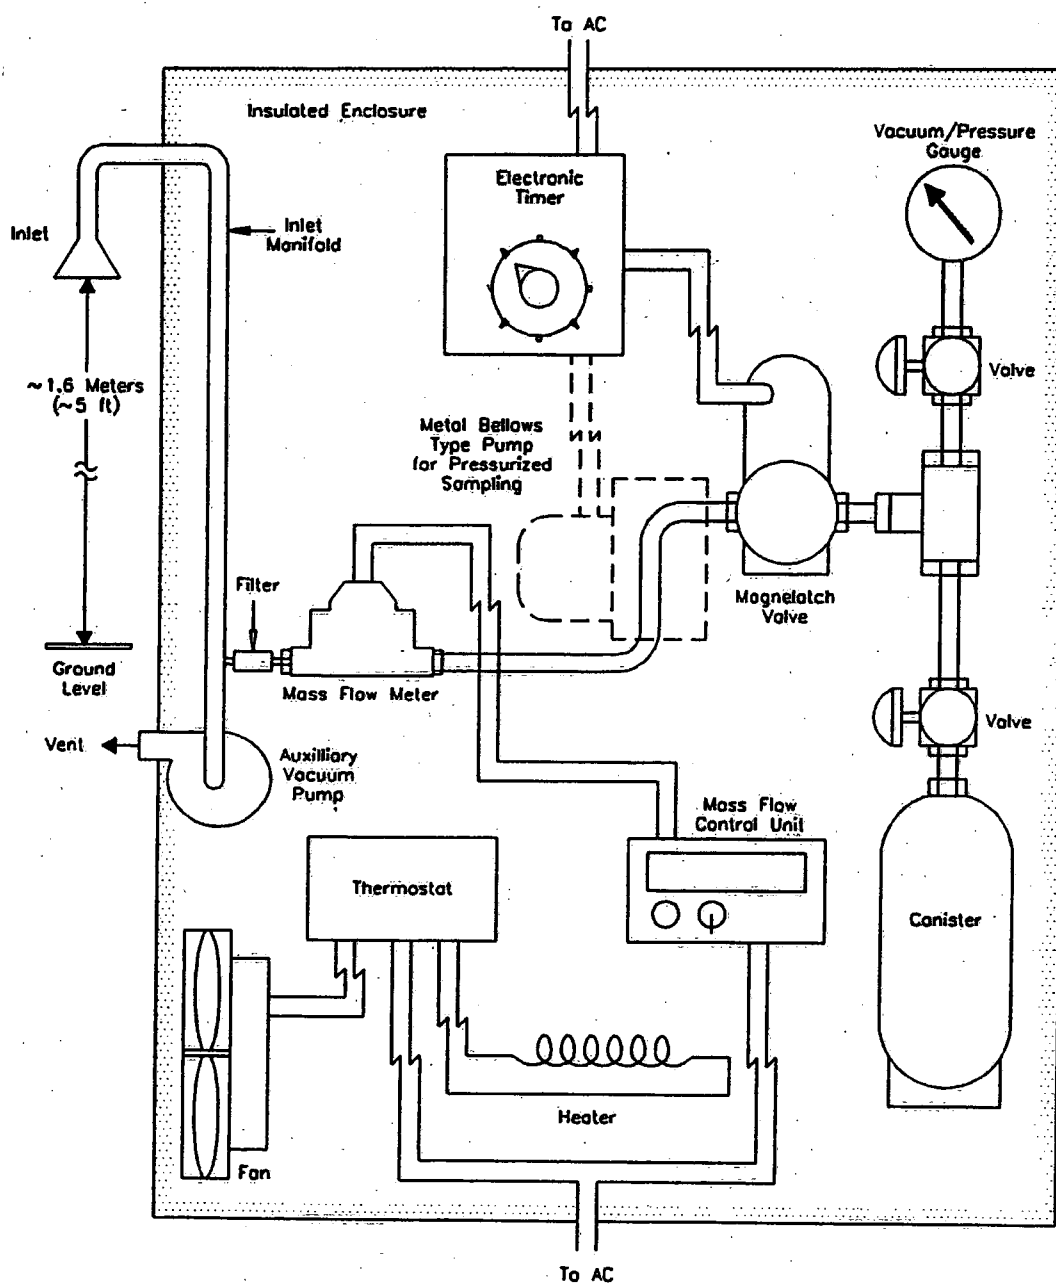 To AC
Insulated Enclosure
Vacuum/Pressure
Gauge
Electronic
Timer
Inlet
Inlet
Manifold
~1.6 Meters
(~5 ft)
Valve
Metal Bellows
Type Pump
for Pressurized
Sampling
Filter
Magnelatch
Valve
Ground
Level
Mass Flow Meter
Valve
Vent
Auxilliary
Vacuum
Pump
Mass Flow
Control Unit
Thermostat
Canister
Heater
Fan
To AC